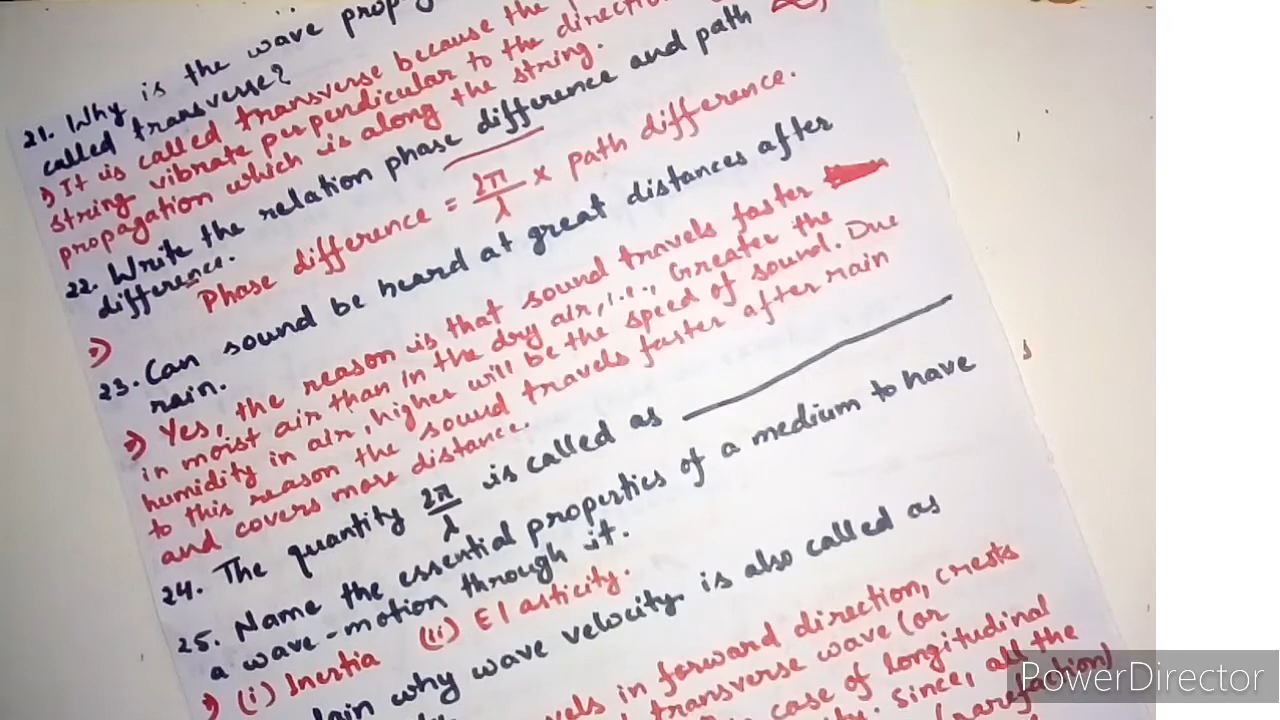 21. Why is the wave prop
called transverse?
⇒ It is called transverse because the
string vibrate perpendicular to the direction
propagation which is along the string.
22. Write the relation phase difference and path
difference.
⇒ Phase difference = 2π/λ × path difference.
23. Can sound be heard at great distances after
rain.
⇒ Yes, the reason is that sound travels faster
in moist air than in the dry air, i.e., Greater the
humidity in air, higher will be the speed of sound. Due
to this reason the sound travels faster after rain
and covers more distance.
24. The quantity 2π/λ is called as ________
25. Name the essential properties of a medium to have
a wave-motion through it.
⇒ (i) Inertia (ii) Elasticity.
lain why wave velocity is also called as
vels in forward direction, crests
transverse wave (or
case of longitudinal
Since, all the
(rarefaction)
PowerDirector